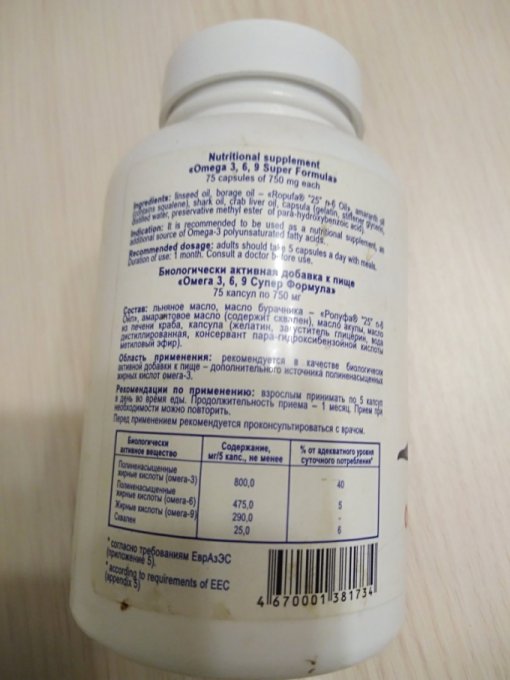 Nutritional supplement
«Omega 3, 6, 9 Super Formula»
75 capsules of 750 mg each
Ingredients: linseed oil, borage oil – «Ropufa® "25" n-6 Oil», amaranth oil
(contains squalene), shark oil, crab liver oil, capsula (gelatin, stiffener glycerin,
distilled water, preservative methyl ester of para-hydroxybenzoic acid).
Indication: It is recommended to be used as a nutritional supplement, as
additional source of Omega-3 polyunsaturated fatty acids.
Recommended dosage: adults should take 5 capsules a day with meals.
Duration of use: 1 month. Consult a doctor before use.
Биологически активная добавка к пище
«Омега 3, 6, 9 Супер Формула»
75 капсул по 750 мг
Состав: льняное масло, масло бурачника – «Ропуфа® "25" n-6
Оил», амарантовое масло (содержит сквален), масло акулы, масло
из печени краба, капсула (желатин, загуститель глицерин, вода
дистиллированная, консервант пара-гидроксибензойной кислоты
метиловый эфир).
Область применения: рекомендуется в качестве биологически
активной добавки к пище – дополнительного источника полиненасыщенных
жирных кислот омега-3.
Рекомендации по применению: взрослым принимать по 5 капсул
в день во время еды. Продолжительность приема – 1 месяц. Прием при
необходимости можно повторить.
Перед применением рекомендуется проконсультироваться с врачом.
Биологически активное вещество
Содержание, мг/5 капс., не менее
% от адекватного уровня суточного потребления*
Полиненасыщенные жирные кислоты (омега-3) 800,0 40
Полиненасыщенные жирные кислоты (омега-6) 475,0 5
Жирные кислоты (омега-9) 290,0 -
Сквален 25,0 6
* согласно требованиям ЕврАзЭС
(приложение 5).
* according to requirements of EEC
(appendix 5)
4 670001 381734